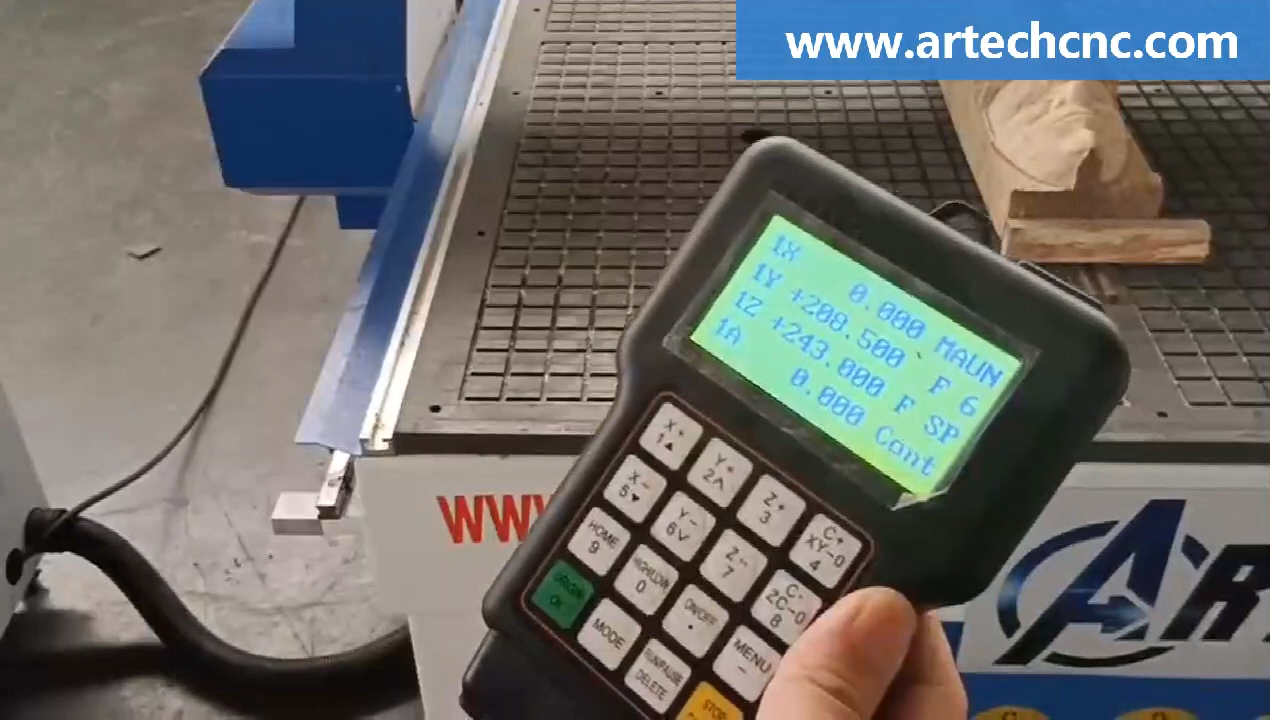 www.artechcnc.com
1X 0.000 MAUN
1Y +208.500 F 6
1Z +243.000 F SP
1A 0.000 Cont
X+ 1▲
Y+ 2
Z+ 3
C+ XY-0 4
X- 5▼
Y- 6
Z- 7
C- ZC-0 8
HOME 9
HIGH/LOW 0
ON/OFF .
MENU -
ORIGIN OK
MODE
RUN/PAUSE DELETE
STOP
WWW
AR